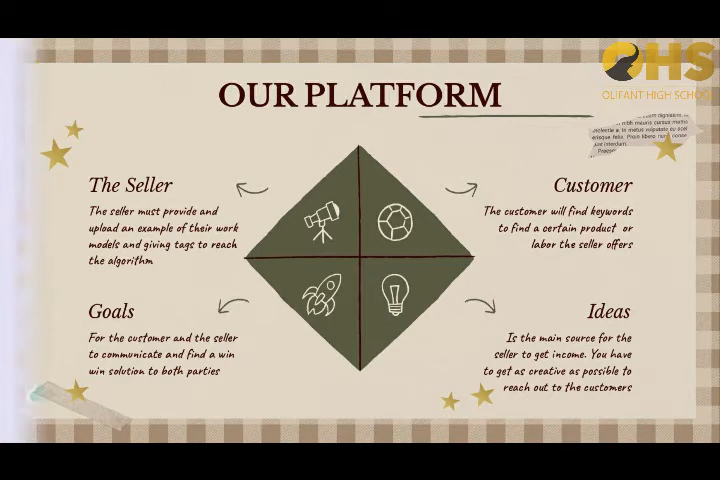 OHS
OLIFANT HIGH SCHOOL
OUR PLATFORM
The Seller
The seller must provide and
upload an example of their work
models and giving tags to reach
the algorithm
Customer
The customer will find keywords
to find a certain product or
labor the seller offers
Goals
For the customer and the seller
to communicate and find a win
win solution to both parties
Ideas
Is the main source for the
seller to get income. You have
to get as creative as possible to
reach out to the customers